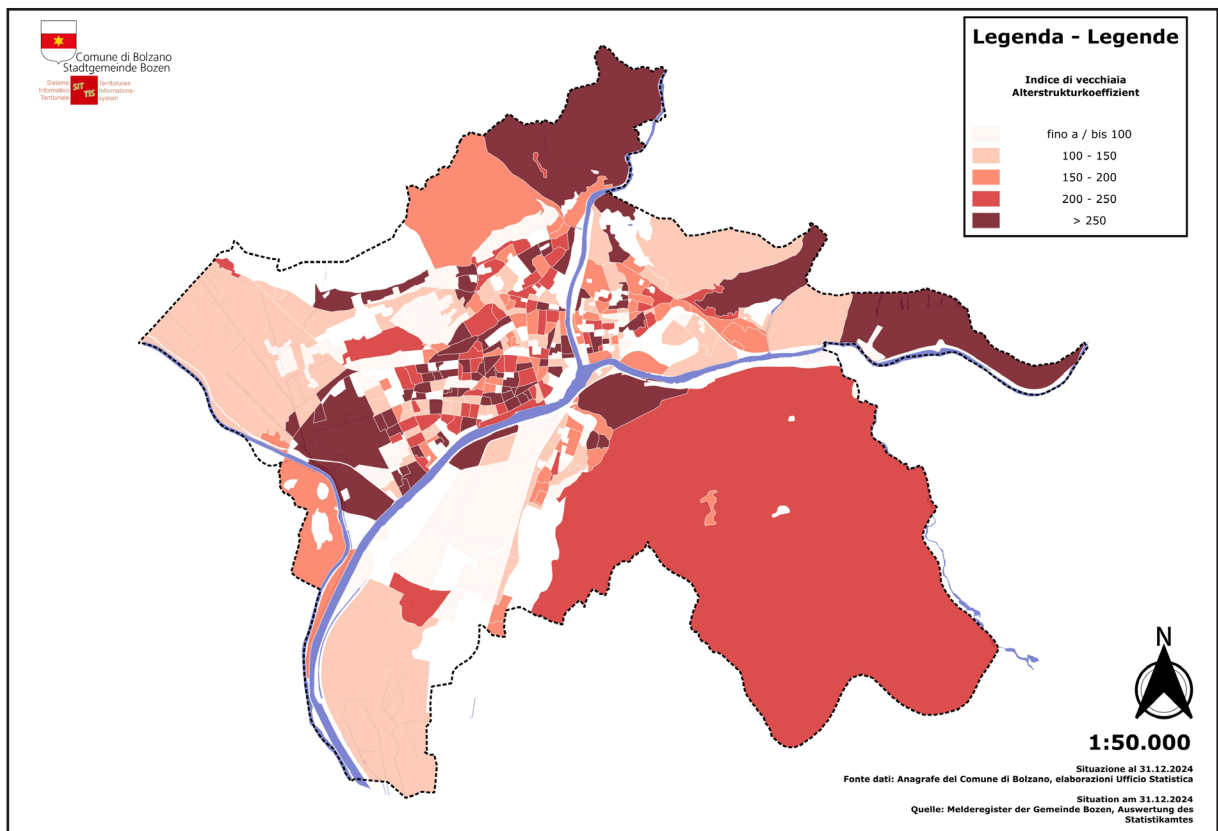 Comune di Bolzano
Stadtgemeinde Bozen
Sistema
Informativo
Territoriale
SIT
TIS
Territoriales
Informations-
system
Legenda - Legende
Indice di vecchiaia
Alterstrukturkoeffizient
fino a / bis 100
100 - 150
150 - 200
200 - 250
> 250
N
1:50.000
Situazione al 31.12.2024
Fonte dati: Anagrafe del Comune di Bolzano, elaborazioni Ufficio Statistica
Situation am 31.12.2024
Quelle: Melderegister der Gemeinde Bozen, Auswertung des
Statistikamtes